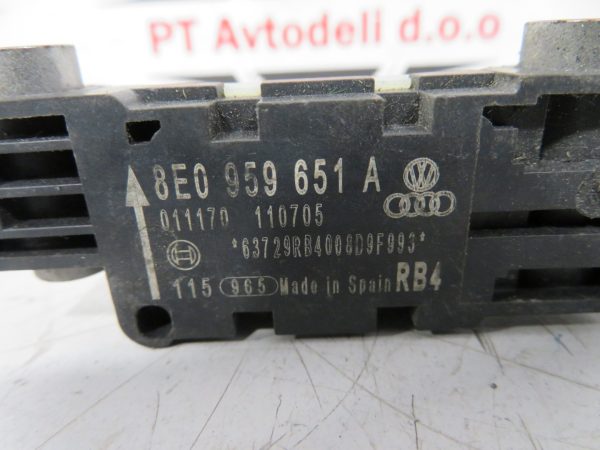 PT Avtodeli d.o.o
8E0 959 651 A
011170 110705
*63729RB4008D9F993*
115 965 Made in Spain RB4